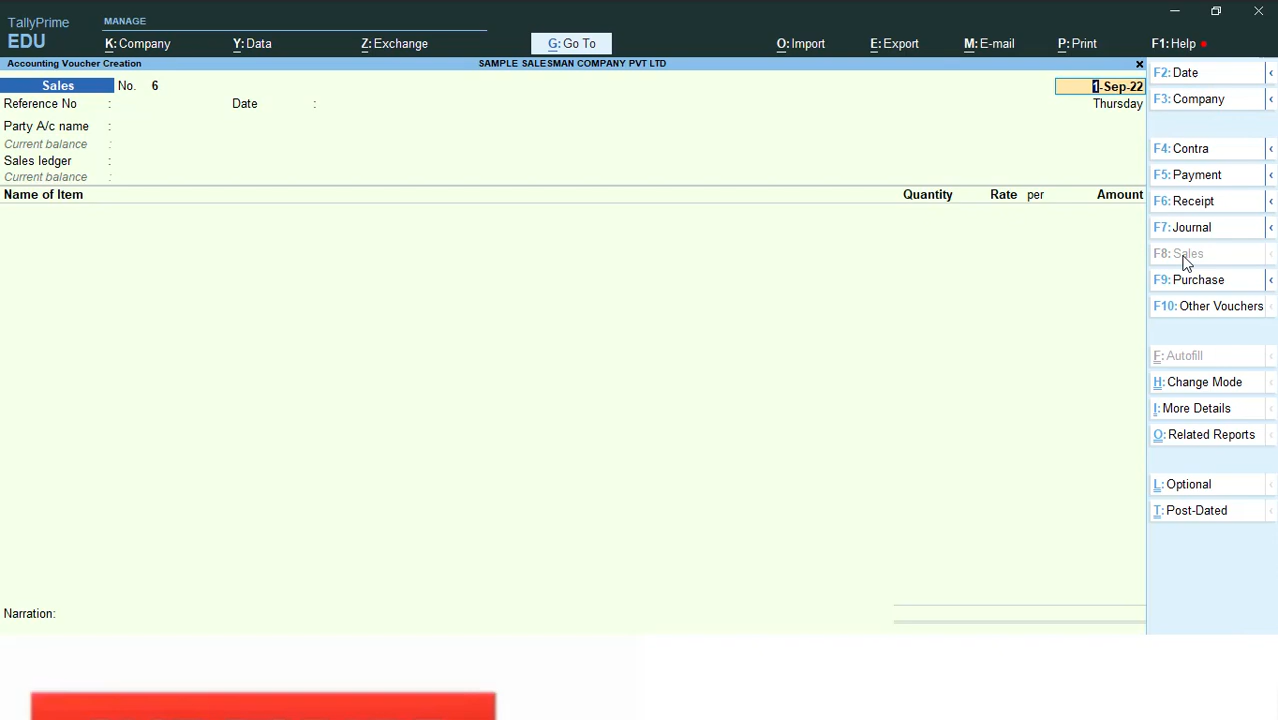 TallyPrime
EDU
MANAGE
K: Company
Y: Data
Z: Exchange
G: Go To
O: Import
E: Export
M: E-mail
P: Print
F1: Help
Accounting Voucher Creation
SAMPLE SALESMAN COMPANY PVT LTD
Sales No. 6
1-Sep-22
Reference No : Date :
Thursday
Party A/c name :
Current balance :
Sales ledger :
Current balance :
Name of Item Quantity Rate per Amount
Narration:
F2: Date
F3: Company
F4: Contra
F5: Payment
F6: Receipt
F7: Journal
F8: Sales
F9: Purchase
F10: Other Vouchers
F: Autofill
H: Change Mode
I: More Details
O: Related Reports
L: Optional
T: Post-Dated